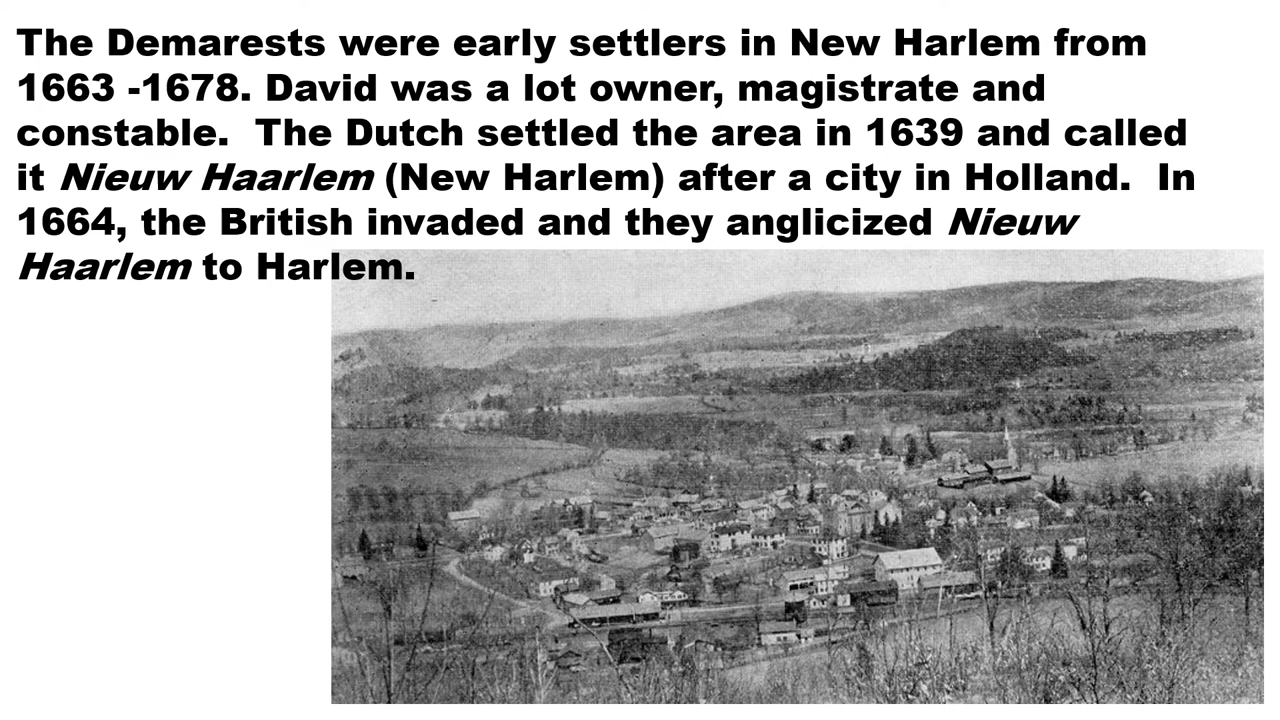 The Demarests were early settlers in New Harlem from
1663 -1678. David was a lot owner, magistrate and
constable.  The Dutch settled the area in 1639 and called
it Nieuw Haarlem (New Harlem) after a city in Holland.  In
1664, the British invaded and they anglicized Nieuw
Haarlem to Harlem.